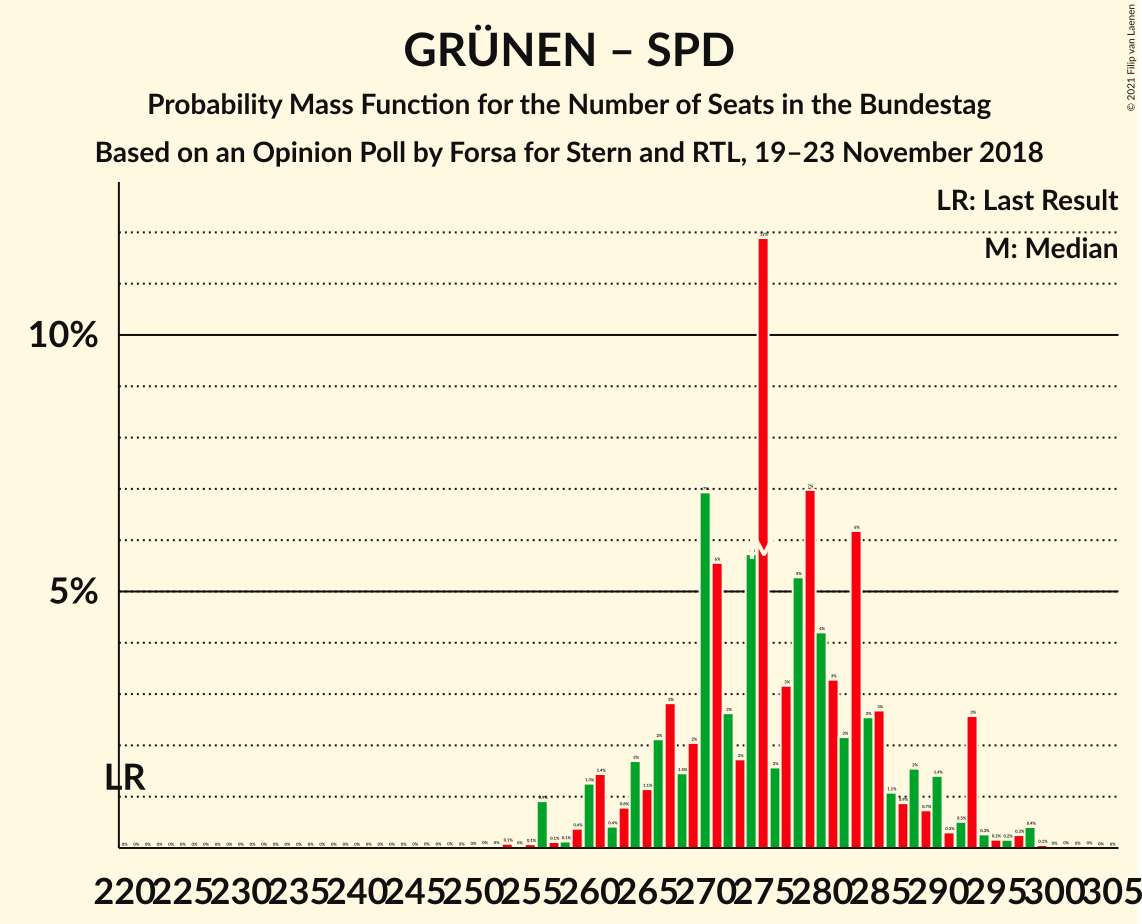 GRÜNEN – SPD
Probability Mass Function for the Number of Seats in the Bundestag
Based on an Opinion Poll by Forsa for Stern and RTL, 19–23 November 2018
© 2021 Filip van Laenen
LR: Last Result
M: Median
10%
5%
LR
M
220 225 230 235 240 245 250 255 260 265 270 275 280 285 290 295 300 305